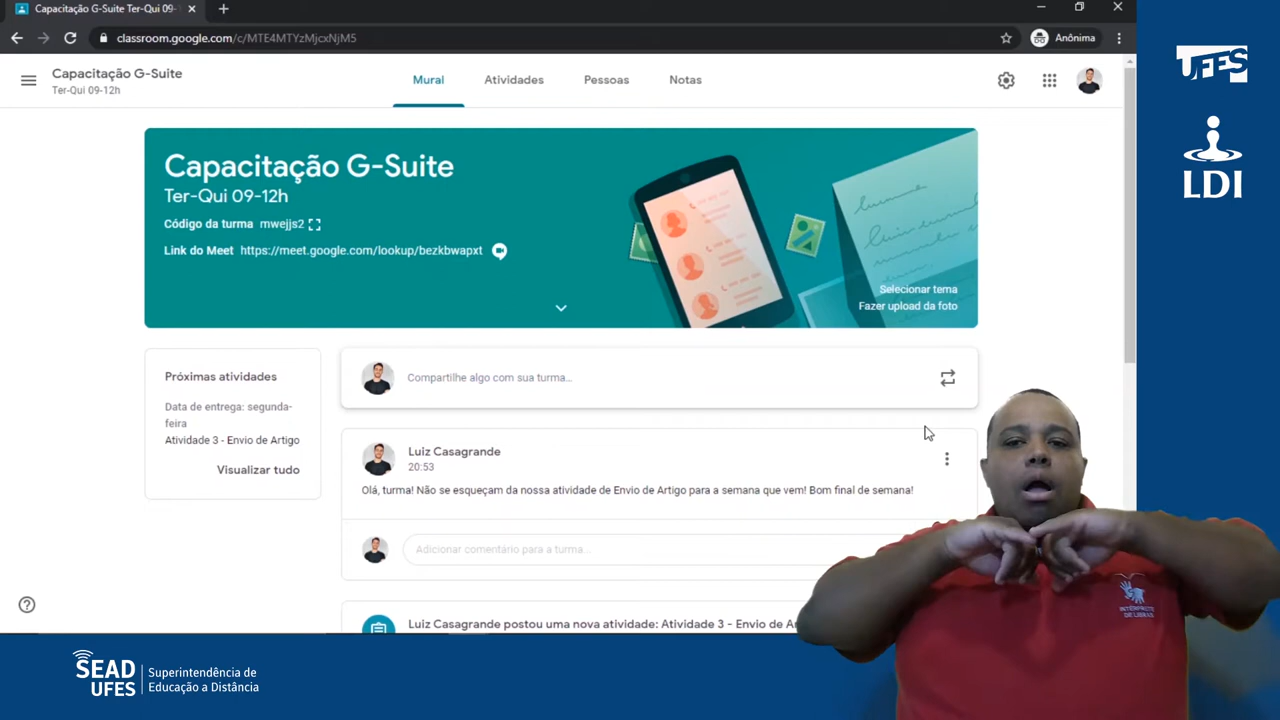 Capacitação G-Suite Ter-Qui 09-
classroom.google.com/c/MTE4MTYzMjcxNjM5
Anônima
Capacitação G-Suite
Ter-Qui 09-12h
Mural
Atividades
Pessoas
Notas
Capacitação G-Suite
Ter-Qui 09-12h
Código da turma mwejjs2
Link do Meet https://meet.google.com/lookup/bezkbwapxt
Selecionar tema
Fazer upload da foto
Próximas atividades
Data de entrega: segunda-
feira
Atividade 3 - Envio de Artigo
Visualizar tudo
Compartilhe algo com sua turma...
Luiz Casagrande
20:53
Olá, turma! Não se esqueçam da nossa atividade de Envio de Artigo para a semana que vem! Bom final de semana!
Adicionar comentário para a turma...
Luiz Casagrande postou uma nova atividade: Atividade 3 - Envio de Ar
UFES
LDI
INTÉRPRETE
DE LIBRAS
SEAD
UFES
Superintendência de
Educação a Distância